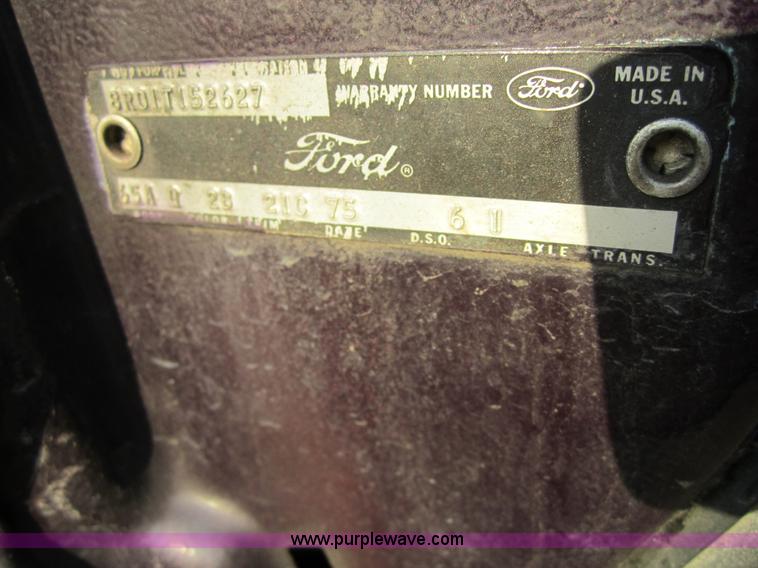 8R01T152627 WARRANTY NUMBER Ford MADE IN
U.S.A.
Ford®
65A Q 2B 21C 75 6 1
DATE D.S.O. AXLE TRANS.
www.purplewave.com